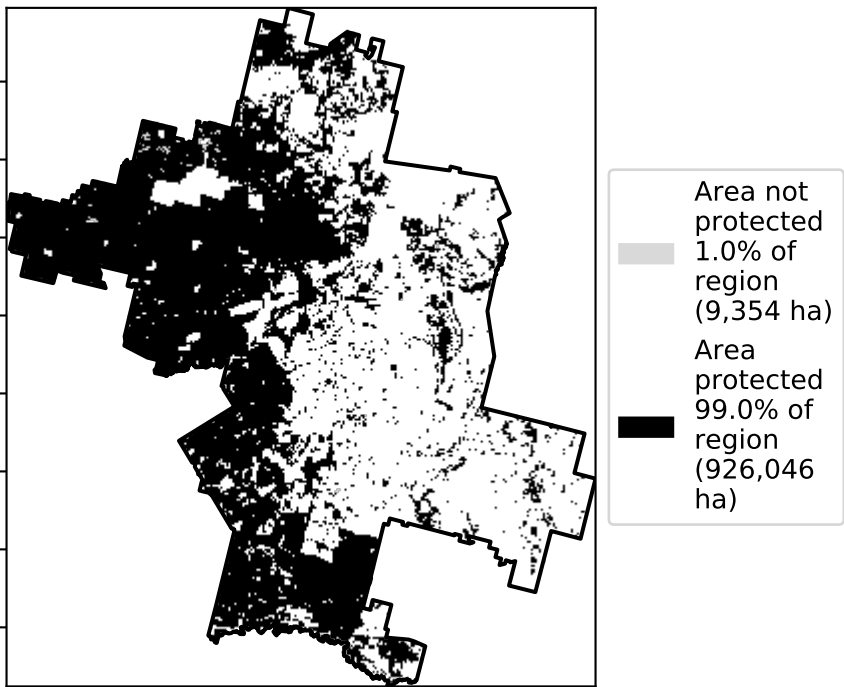 Area not
protected
1.0% of
region
(9,354 ha)
Area
protected
99.0% of
region
(926,046
ha)